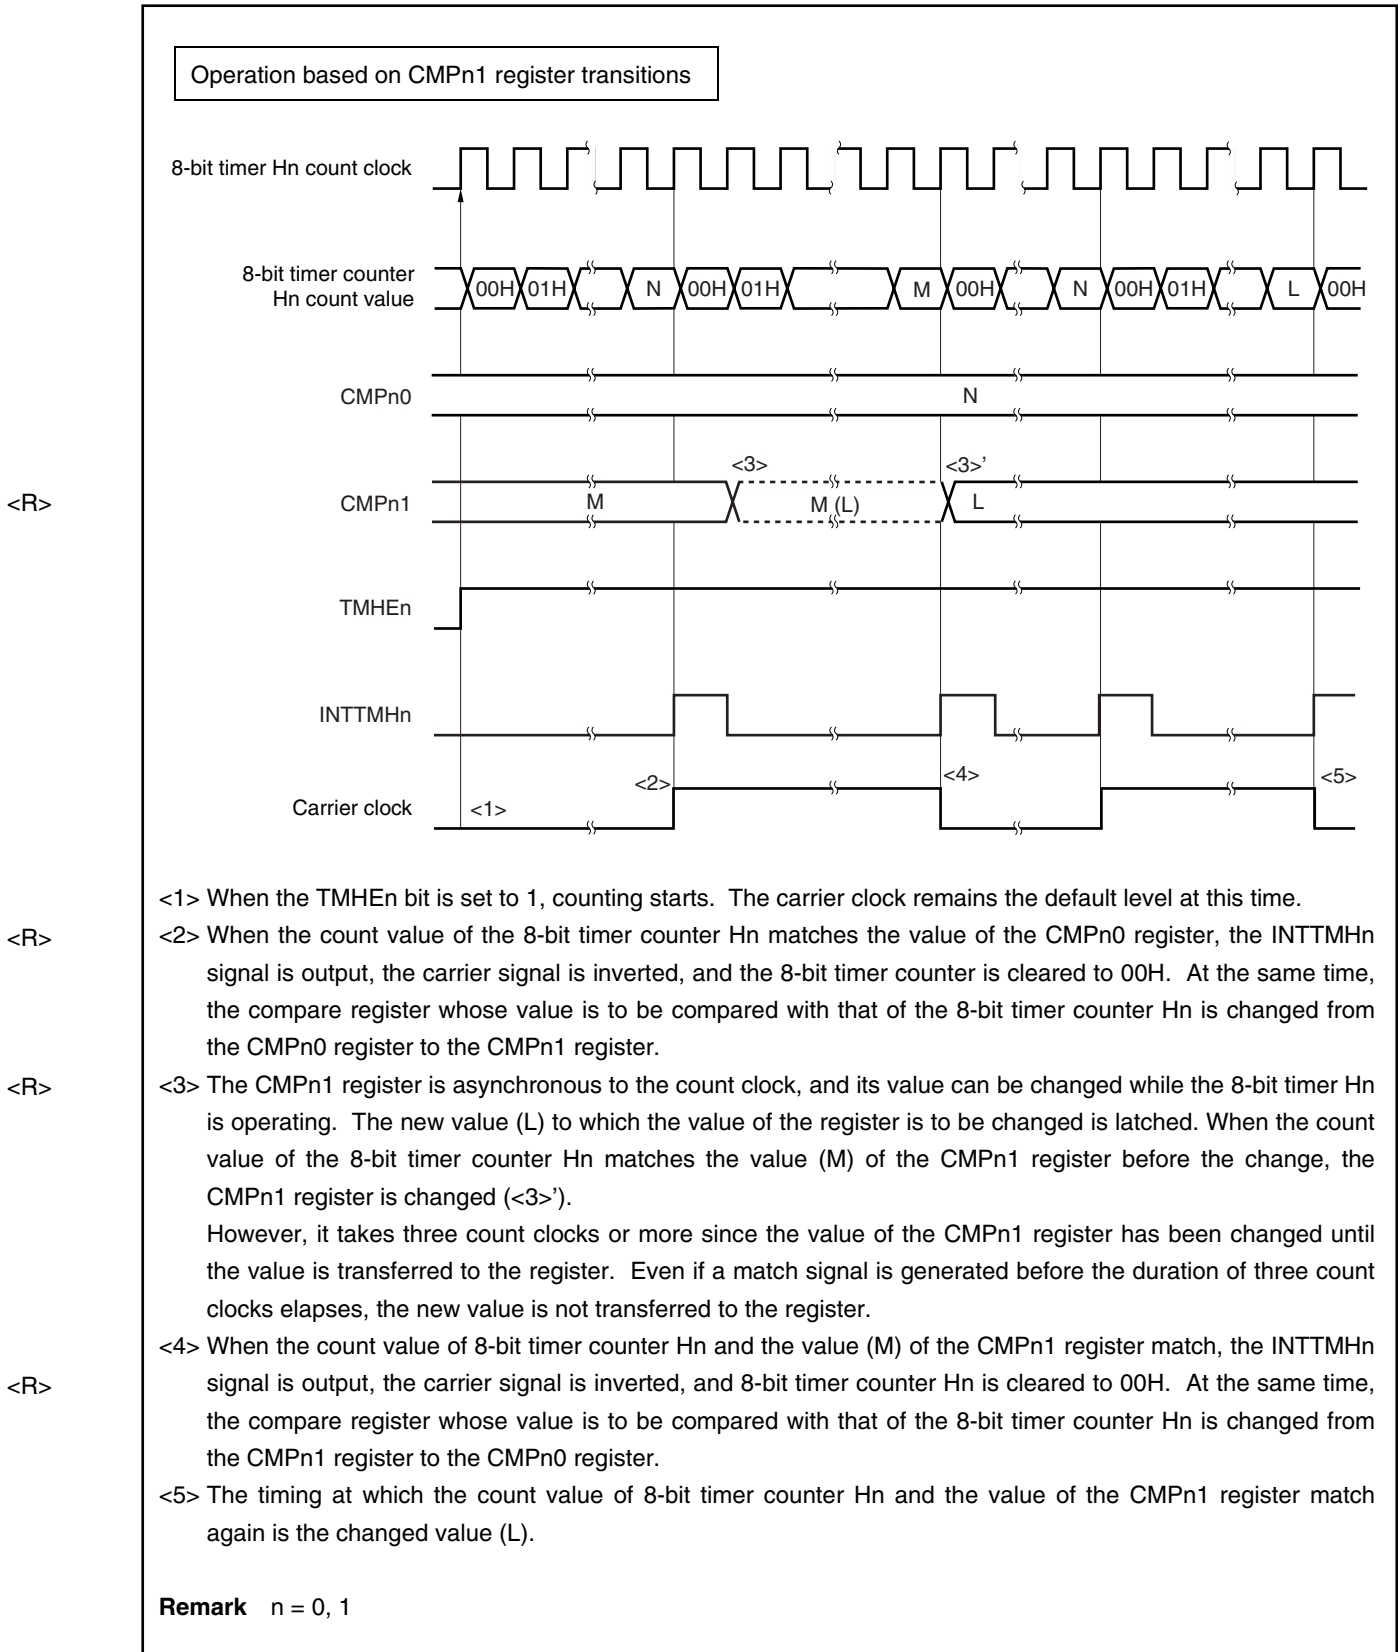 Operation based on CMPn1 register transitions
8-bit timer Hn count clock
8-bit timer counter
Hn count value
00H 01H N 00H 01H M 00H N 00H 01H L 00H
CMPn0
N
<3> <3>’
<R>
CMPn1
M M (L) L
TMHEn
INTTMHn
<2> <4> <5>
Carrier clock
<1>
<1> When the TMHEn bit is set to 1, counting starts. The carrier clock remains the default level at this time.
<R> <2> When the count value of the 8-bit timer counter Hn matches the value of the CMPn0 register, the INTTMHn
signal is output, the carrier signal is inverted, and the 8-bit timer counter is cleared to 00H. At the same time,
the compare register whose value is to be compared with that of the 8-bit timer counter Hn is changed from
the CMPn0 register to the CMPn1 register.
<R> <3> The CMPn1 register is asynchronous to the count clock, and its value can be changed while the 8-bit timer Hn
is operating. The new value (L) to which the value of the register is to be changed is latched. When the count
value of the 8-bit timer counter Hn matches the value (M) of the CMPn1 register before the change, the
CMPn1 register is changed (<3>’).
However, it takes three count clocks or more since the value of the CMPn1 register has been changed until
the value is transferred to the register. Even if a match signal is generated before the duration of three count
clocks elapses, the new value is not transferred to the register.
<4> When the count value of 8-bit timer counter Hn and the value (M) of the CMPn1 register match, the INTTMHn
<R> signal is output, the carrier signal is inverted, and 8-bit timer counter Hn is cleared to 00H. At the same time,
the compare register whose value is to be compared with that of the 8-bit timer counter Hn is changed from
the CMPn1 register to the CMPn0 register.
<5> The timing at which the count value of 8-bit timer counter Hn and the value of the CMPn1 register match
again is the changed value (L).
Remark n = 0, 1